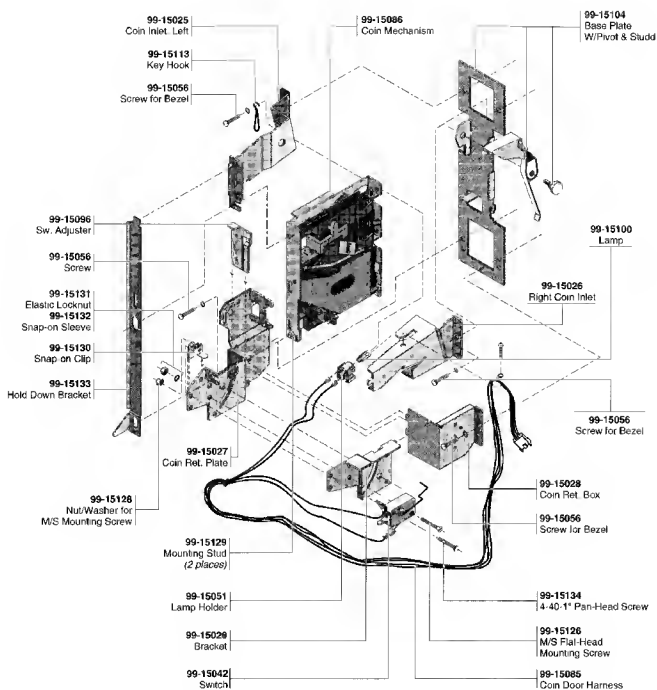 99-15025
Coin Inlet. Left
99-15113
Key Hook
99-15056
Screw for Bezel
99-15086
Coin Mechanism
99-15104
Base Plate
W/Pivot & Studd
99-15096
Sw. Adjuster
99-15056
Screw
99-15131
Elastic Locknut
99-15132
Snap-on Sleeve
99-15130
Snap-on Clip
99-15133
Hold Down Bracket
99-15100
Lamp
99-15026
Right Coin Inlet
99-15056
Screw for Bezel
99-15027
Coin Ret. Plate
99-15128
Nut/Washer for
M/S Mounting Screw
99-15028
Coin Ret. Box
99-15056
Screw for Bezel
99-15129
Mounting Stud
(2 places)
99-15051
Lamp Holder
99-15029
Bracket
99-15042
Switch
99-15134
4-40-1" Pan-Head Screw
99-15126
M/S Flat-Head
Mounting Screw
99-15085
Coin Door Harness